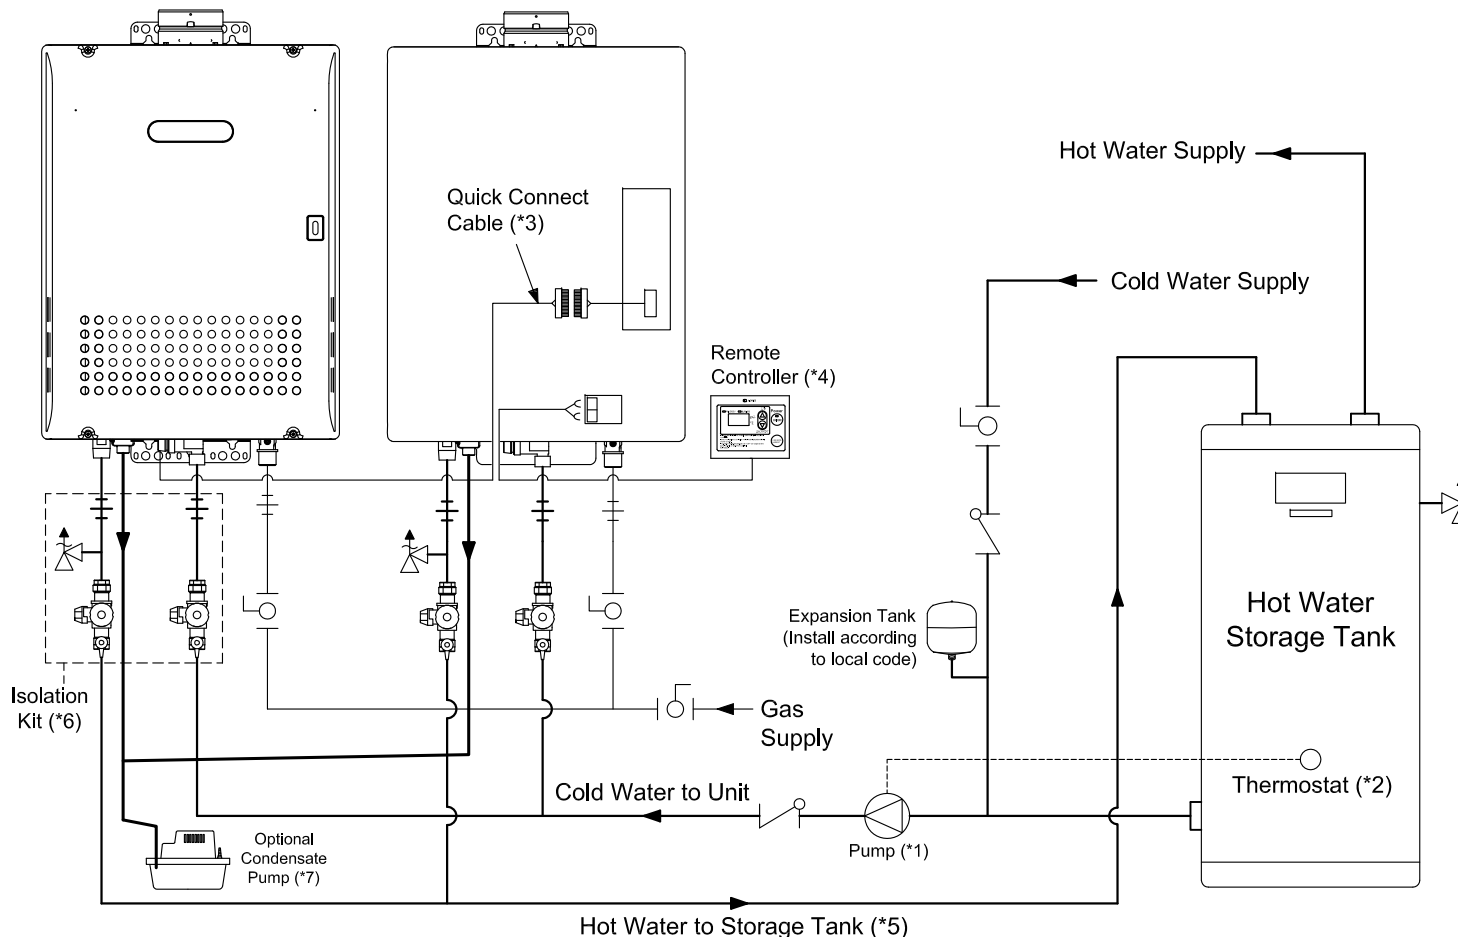 Hot Water Supply
Quick Connect
Cable (*3)
Cold Water Supply
Remote
Controller (*4)
Hot Water
Storage Tank
Expansion Tank
(Install according
to local code)
Isolation
Kit (*6)
Gas
Supply
Thermostat (*2)
Cold Water to Unit
Pump (*1)
Optional
Condensate
Pump (*7)
Hot Water to Storage Tank (*5)